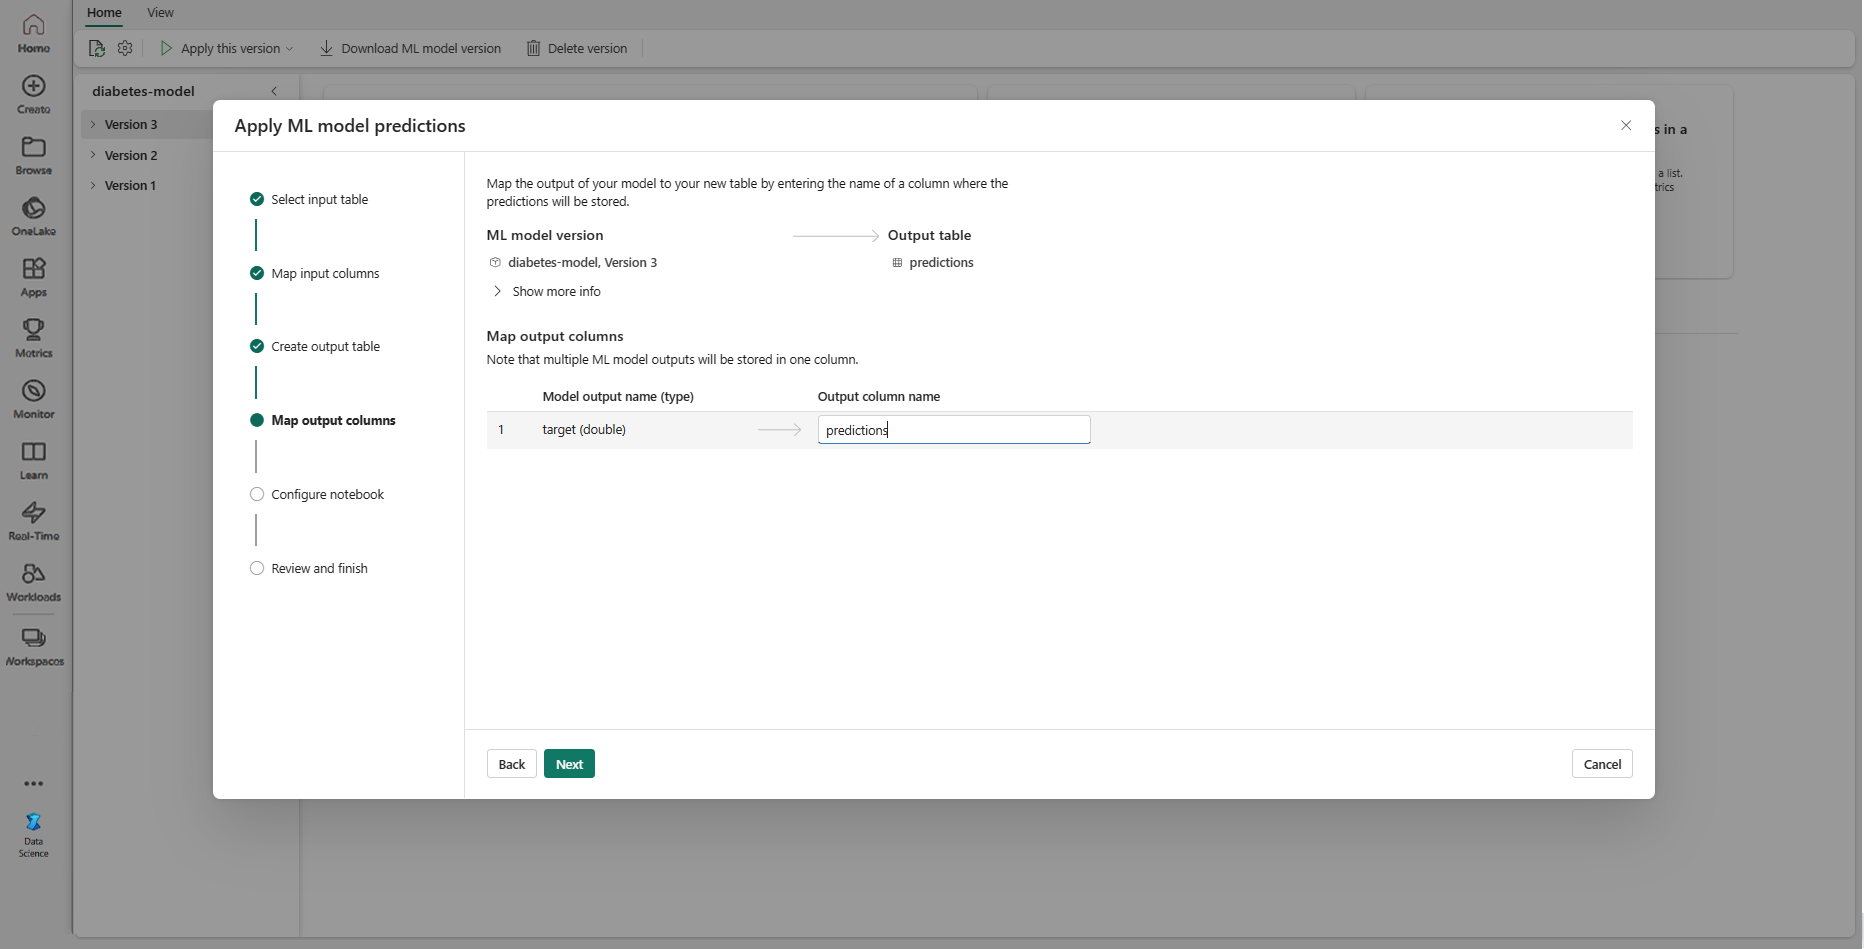 Home
View
Apply this version
Download ML model version
Delete version
Home
Create
Browse
OneLake
Apps
Metrics
Monitor
Learn
Real-Time
Workloads
Workspaces
Data
Science
diabetes-model
Version 3
Version 2
Version 1
s in a
a list.
trics
Apply ML model predictions
Select input table
Map input columns
Create output table
Map output columns
Configure notebook
Review and finish
Map the output of your model to your new table by entering the name of a column where the
predictions will be stored.
ML model version
Output table
diabetes-model, Version 3
predictions
Show more info
Map output columns
Note that multiple ML model outputs will be stored in one column.
Model output name (type)
Output column name
1
target (double)
predictions
Back
Next
Cancel